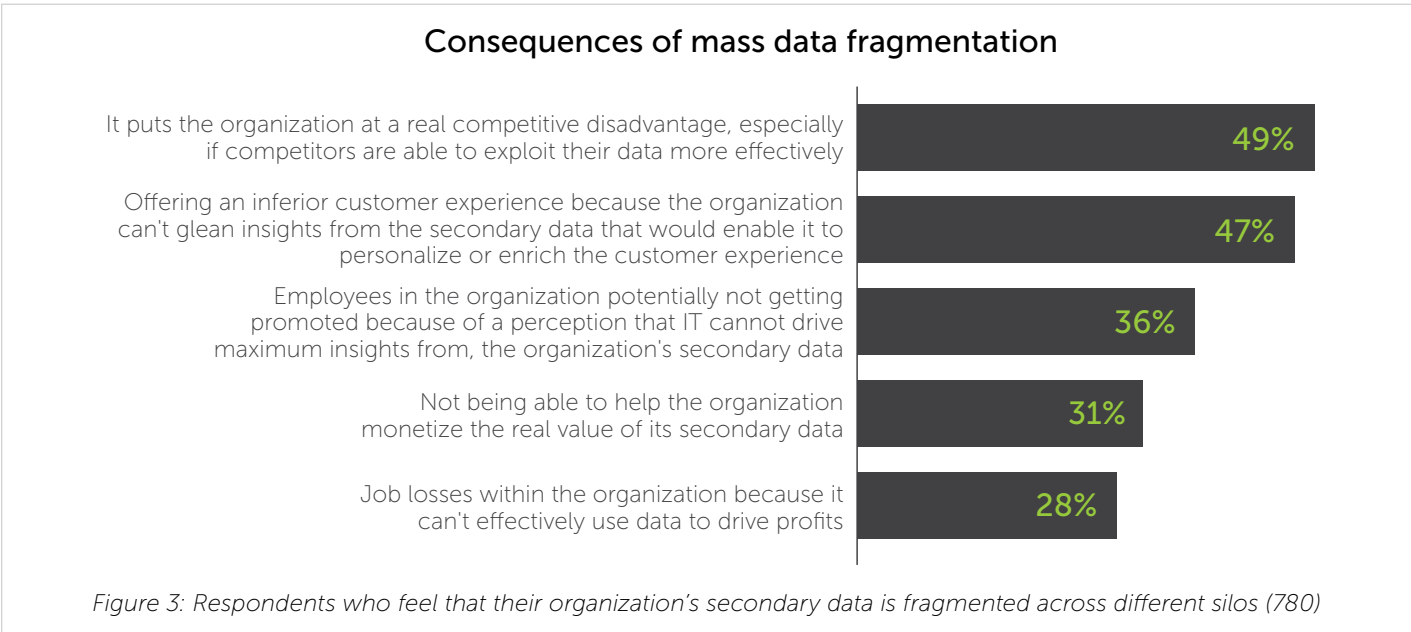 Consequences of mass data fragmentation
It puts the organization at a real competitive disadvantage, especially
if competitors are able to exploit their data more effectively
49%
Offering an inferior customer experience because the organization
can't glean insights from the secondary data that would enable it to
personalize or enrich the customer experience
47%
Employees in the organization potentially not getting
promoted because of a perception that IT cannot drive
maximum insights from, the organization's secondary data
36%
Not being able to help the organization
monetize the real value of its secondary data
31%
Job losses within the organization because it
can't effectively use data to drive profits
28%
Figure 3: Respondents who feel that their organization’s secondary data is fragmented across different silos (780)